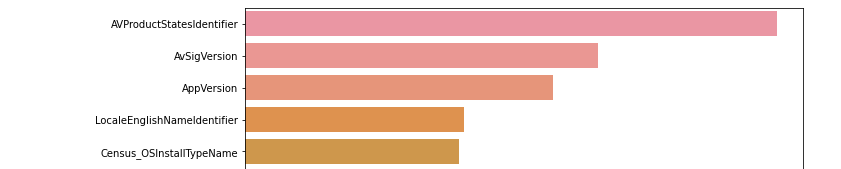 AVProductStatesIdentifier
AvSigVersion
AppVersion
LocaleEnglishNameIdentifier
Census_OSInstallTypeName